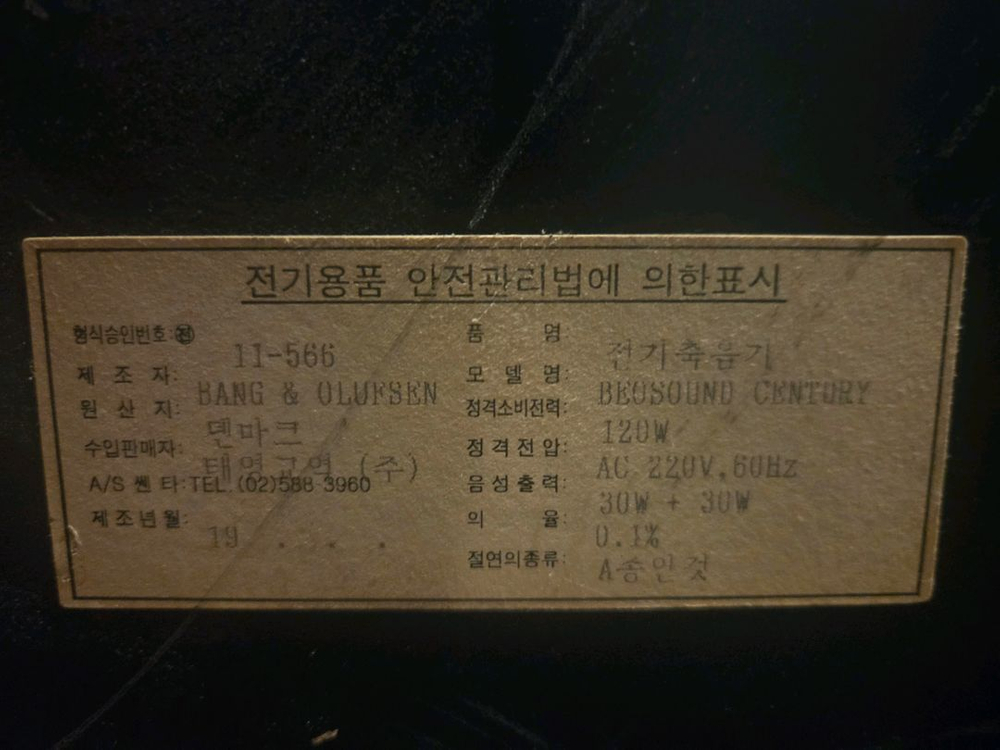 전기용품 안전관리법에 의한표시
형식승인번호:㉠ 11-566
제 조 자: BANG & OLUFSEN
원 산 지: 덴마크
수입판매자: 태영교역 (주)
A/S 쎈 타:TEL.(02)588-3960
제조년월: 19 . . .
품 명: 전기축음기
모 델 명: BEOSOUND CENTURY
정격소비전력: 120W
정격전압: AC 220V,60Hz
음성출력: 30W + 30W
의 율: 0.1%
절연의종류: A종인것